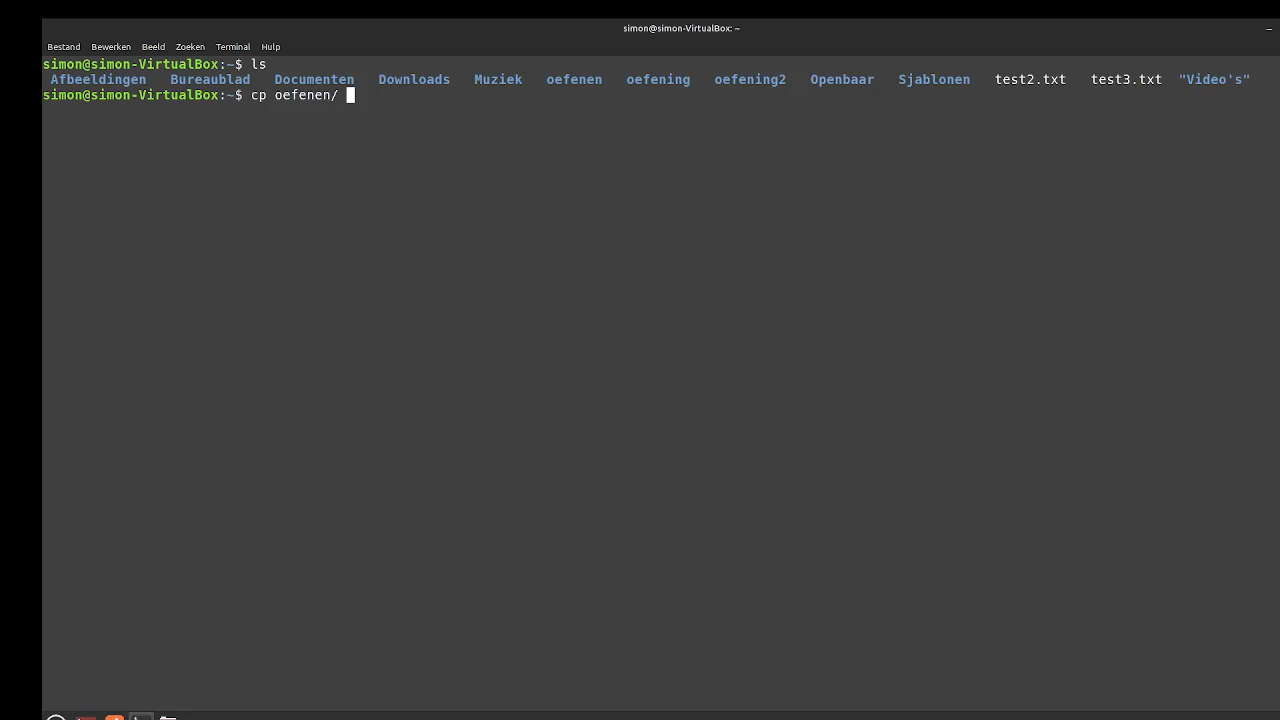 simon@simon-VirtualBox: ~
Bestand Bewerken Beeld Zoeken Terminal Hulp
simon@simon-VirtualBox:~$ ls
Afbeeldingen Bureaublad Documenten Downloads Muziek oefenen oefening oefening2 Openbaar Sjablonen test2.txt test3.txt "Video's"
simon@simon-VirtualBox:~$ cp oefenen/